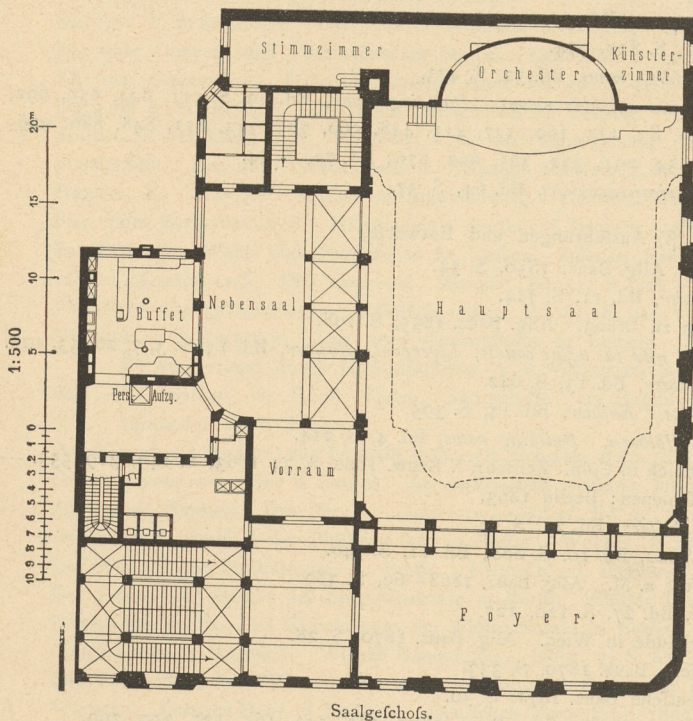 Stimmzimmer
Orchester
Künstler-
zimmer
20m
15
10
5
0
1
2
3
4
5
6
7
8
9
10
1:500
Buffet
Nebensaal
Hauptsaal
Pers. Aufzg.
Vorraum
Foyer.
Saalgeſchoſs.